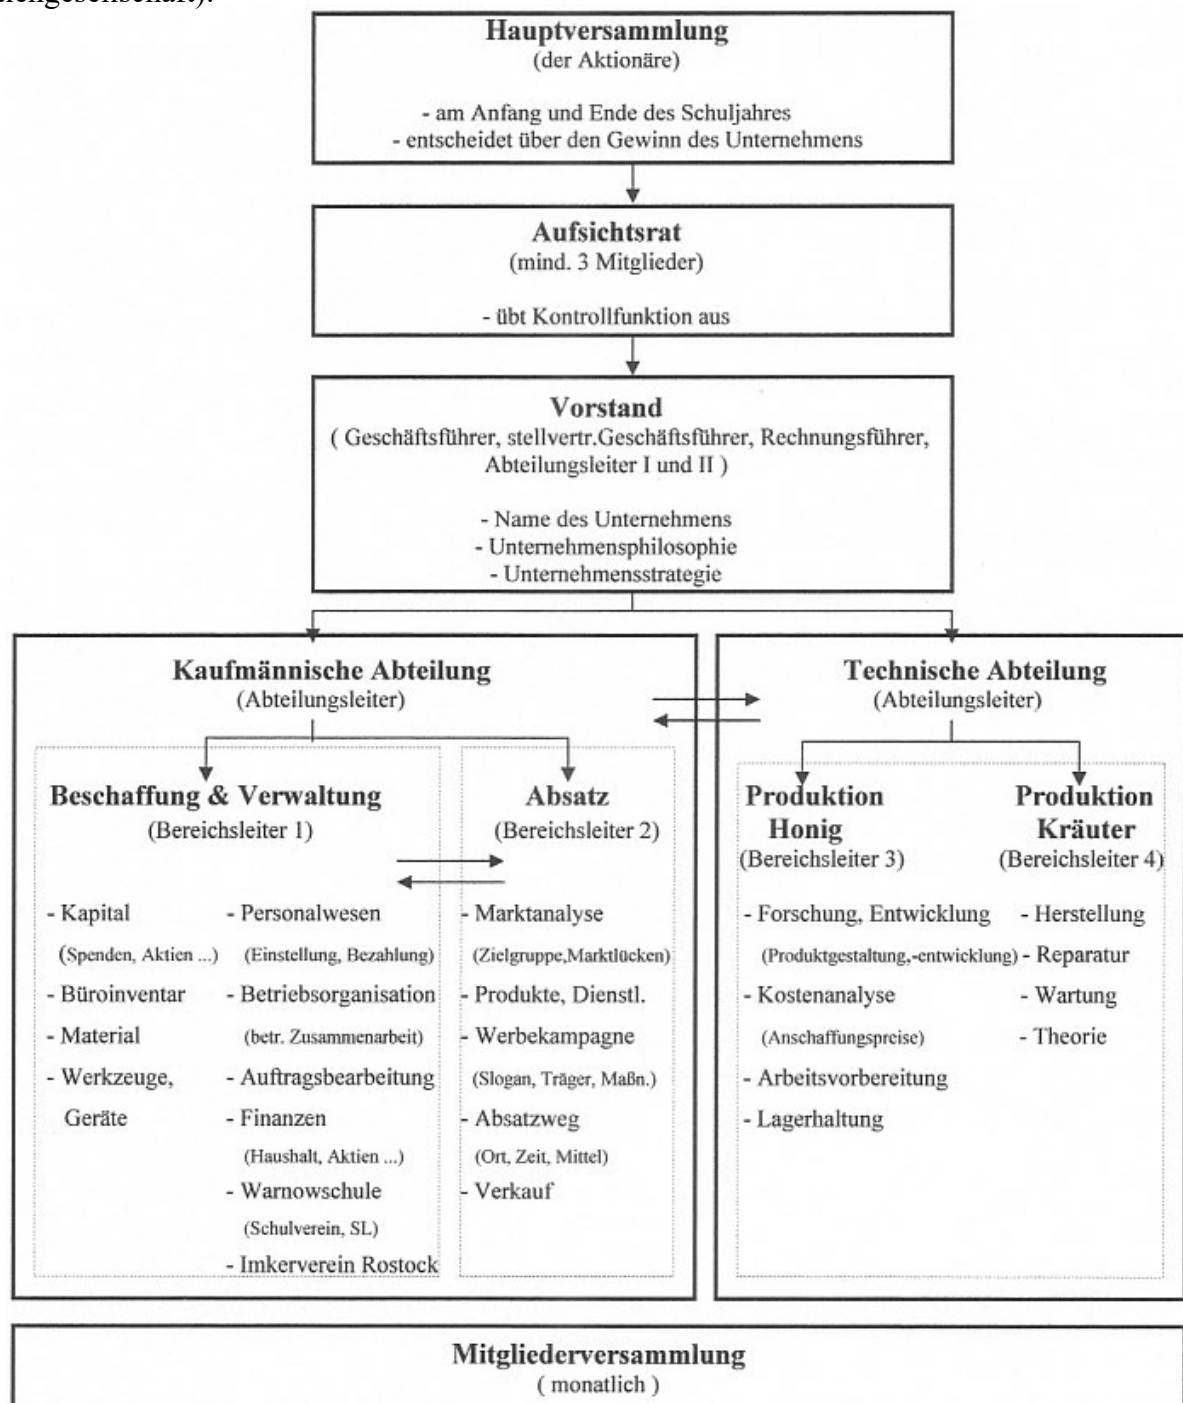 Hauptversammlung
(der Aktionäre)
- am Anfang und Ende des Schuljahres
- entscheidet über den Gewinn des Unternehmens
Aufsichtsrat
(mind. 3 Mitglieder)
- übt Kontrollfunktion aus
Vorstand
( Geschäftsführer, stellvertr.Geschäftsführer, Rechnungsführer,
Abteilungsleiter I und II )
- Name des Unternehmens
- Unternehmensphilosophie
- Unternehmensstrategie
Kaufmännische Abteilung
(Abteilungsleiter)
Beschaffung & Verwaltung
(Bereichsleiter 1)
- Kapital
(Spenden, Aktien ...)
- Büroinventar
- Material
- Werkzeuge,
Geräte
- Personalwesen
(Einstellung, Bezahlung)
- Betriebsorganisation
(betr. Zusammenarbeit)
- Auftragsbearbeitung
- Finanzen
(Haushalt, Aktien ...)
- Warnowschule
(Schulverein, SL)
- Imkerverein Rostock
Absatz
(Bereichsleiter 2)
- Marktanalyse
(Zielgruppe,Marktlücken)
- Produkte, Dienstl.
- Werbekampagne
(Slogan, Träger, Maßn.)
- Absatzweg
(Ort, Zeit, Mittel)
- Verkauf
Technische Abteilung
(Abteilungsleiter)
Produktion
Honig
(Bereichsleiter 3)
- Forschung, Entwicklung
(Produktgestaltung,-entwicklung)
- Kostenanalyse
(Anschaffungspreise)
- Arbeitsvorbereitung
- Lagerhaltung
Produktion
Kräuter
(Bereichsleiter 4)
- Herstellung
- Reparatur
- Wartung
- Theorie
Mitgliederversammlung
( monatlich )